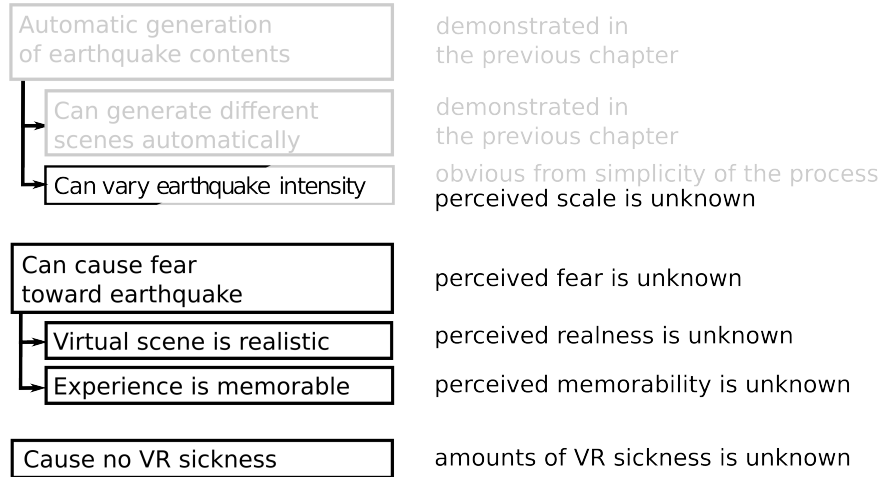 Automatic generation
of earthquake contents
demonstrated in
the previous chapter
Can generate different
scenes automatically
demonstrated in
the previous chapter
Can vary earthquake intensity
obvious from simplicity of the process
perceived scale is unknown
Can cause fear
toward earthquake
perceived fear is unknown
Virtual scene is realistic
perceived realness is unknown
Experience is memorable
perceived memorability is unknown
Cause no VR sickness
amounts of VR sickness is unknown